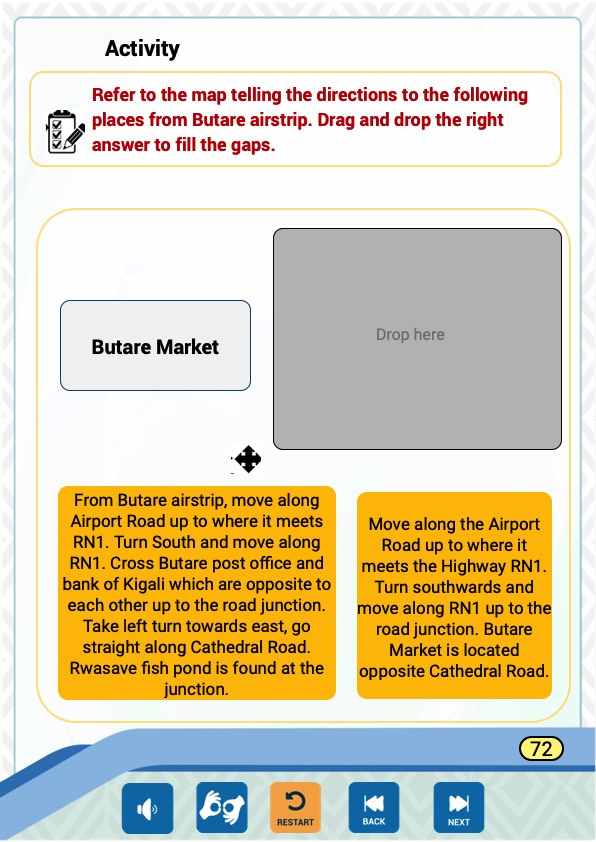 Activity
Refer to the map telling the directions to the following
places from Butare airstrip. Drag and drop the right
answer to fill the gaps.
Butare Market
Drop here
From Butare airstrip, move along
Airport Road up to where it meets
RN1. Turn South and move along
RN1. Cross Butare post office and
bank of Kigali which are opposite to
each other up to the road junction.
Take left turn towards east, go
straight along Cathedral Road.
Rwasave fish pond is found at the
junction.
Move along the Airport
Road up to where it
meets the Highway RN1.
Turn southwards and
move along RN1 up to the
road junction. Butare
Market is located
opposite Cathedral Road.
72
RESTART
BACK
NEXT